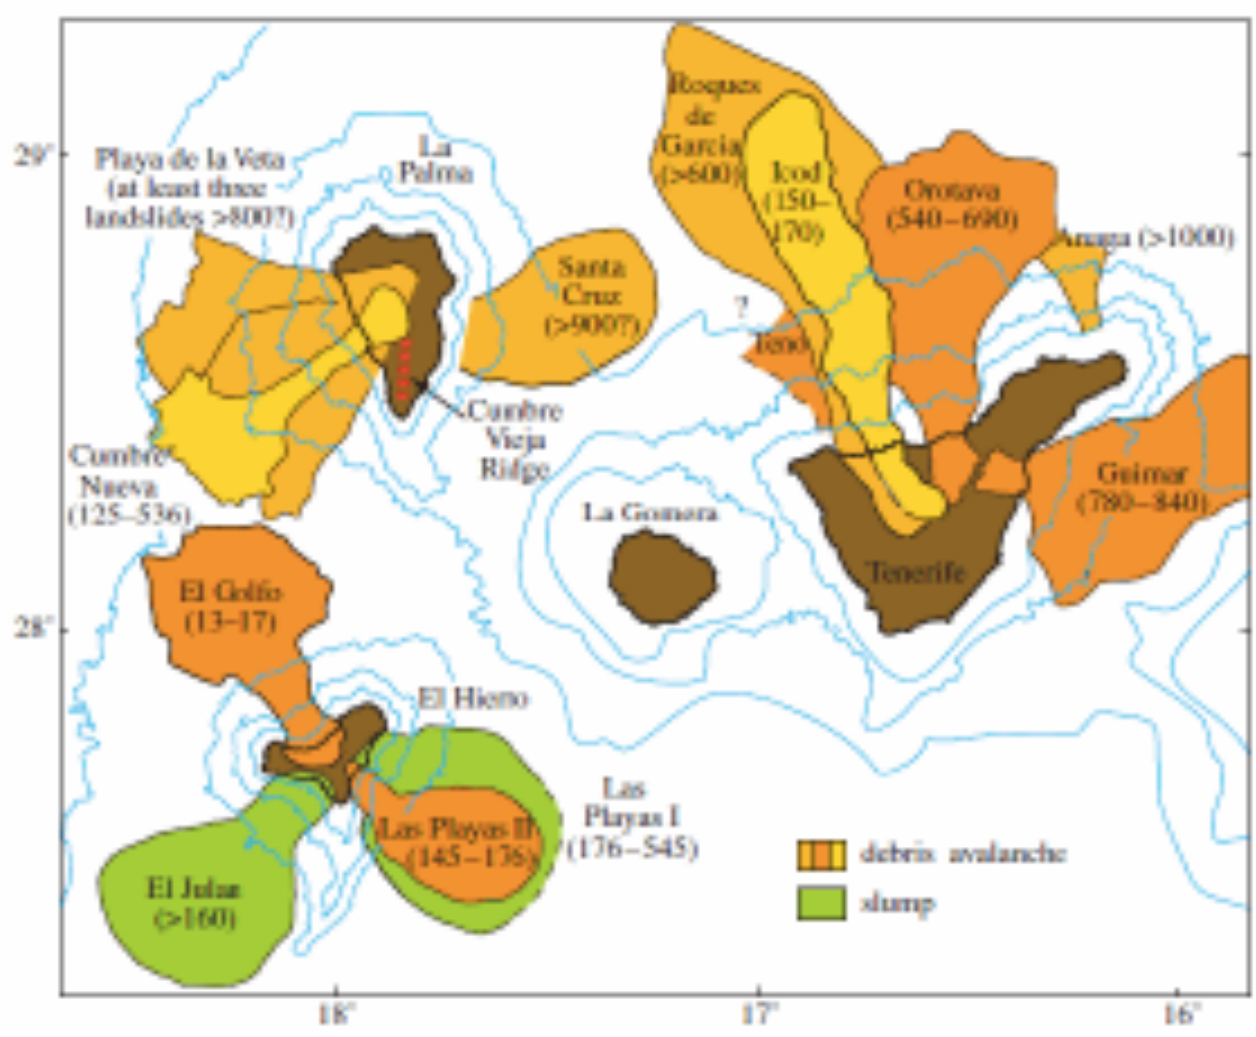 Roques
de
Garcia
(>600)
Icod
(150–
170)
Orotava
(540–690)
(>1000)
29°
Playa de la Veta
(at least three
landslides >800?)
La
Palma
Santa
Cruz
(>900?)
?
Teno
Cumbre
Vieja
Ridge
Cumbre
Nueva
(125–536)
La Gomera
Guimar
(780–840)
Tenerife
28°
El Golfo
(13–17)
El Hierro
Las
Playas I
(176–545)
Las Playas II
(145–176)
El Julan
(>160)
debris avalanche
slump
18°
17°
16°